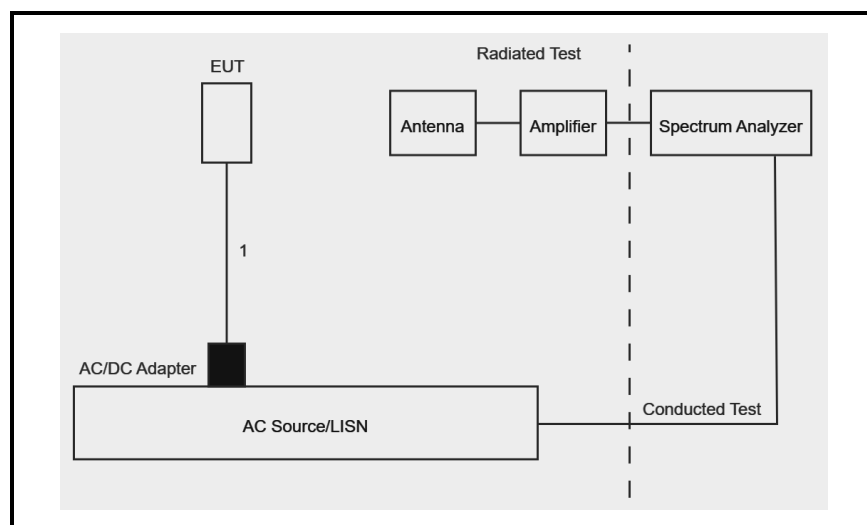 Radiated Test
EUT
Antenna
Amplifier
Spectrum Analyzer
1
AC/DC Adapter
AC Source/LISN
Conducted Test